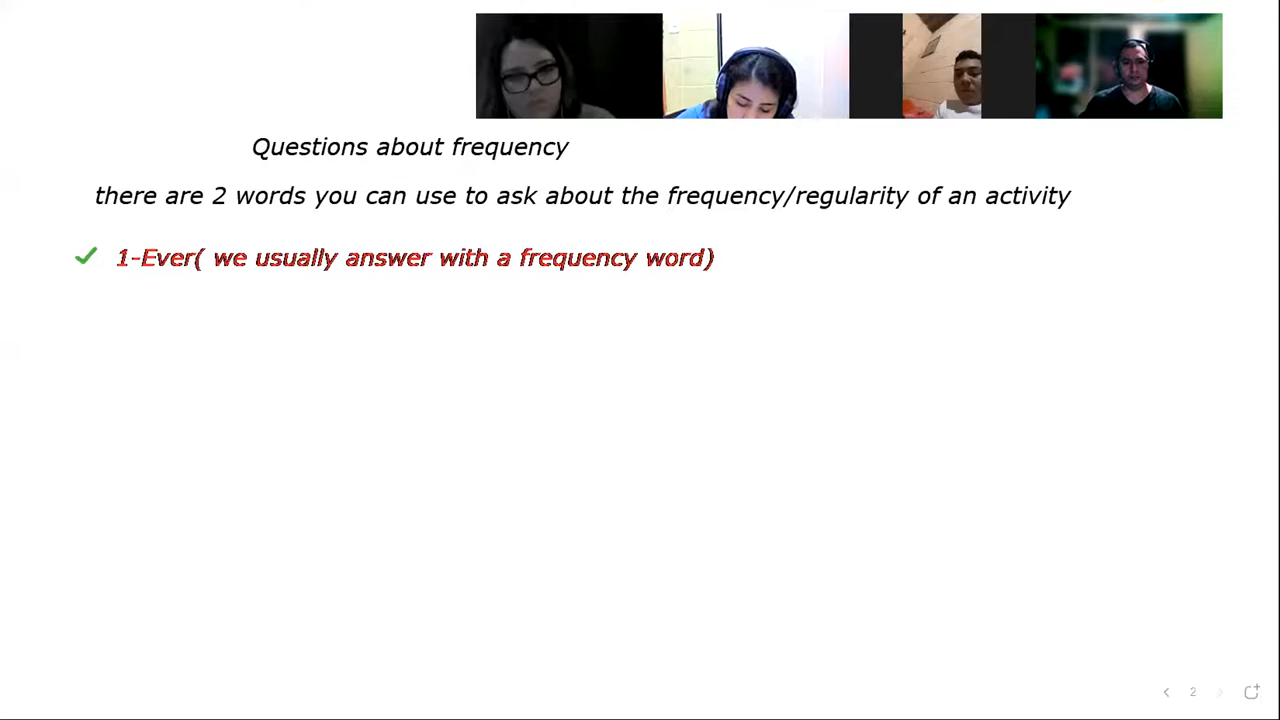 Questions about frequency
there are 2 words you can use to ask about the frequency/regularity of an activity
1-Ever( we usually answer with a frequency word)
2